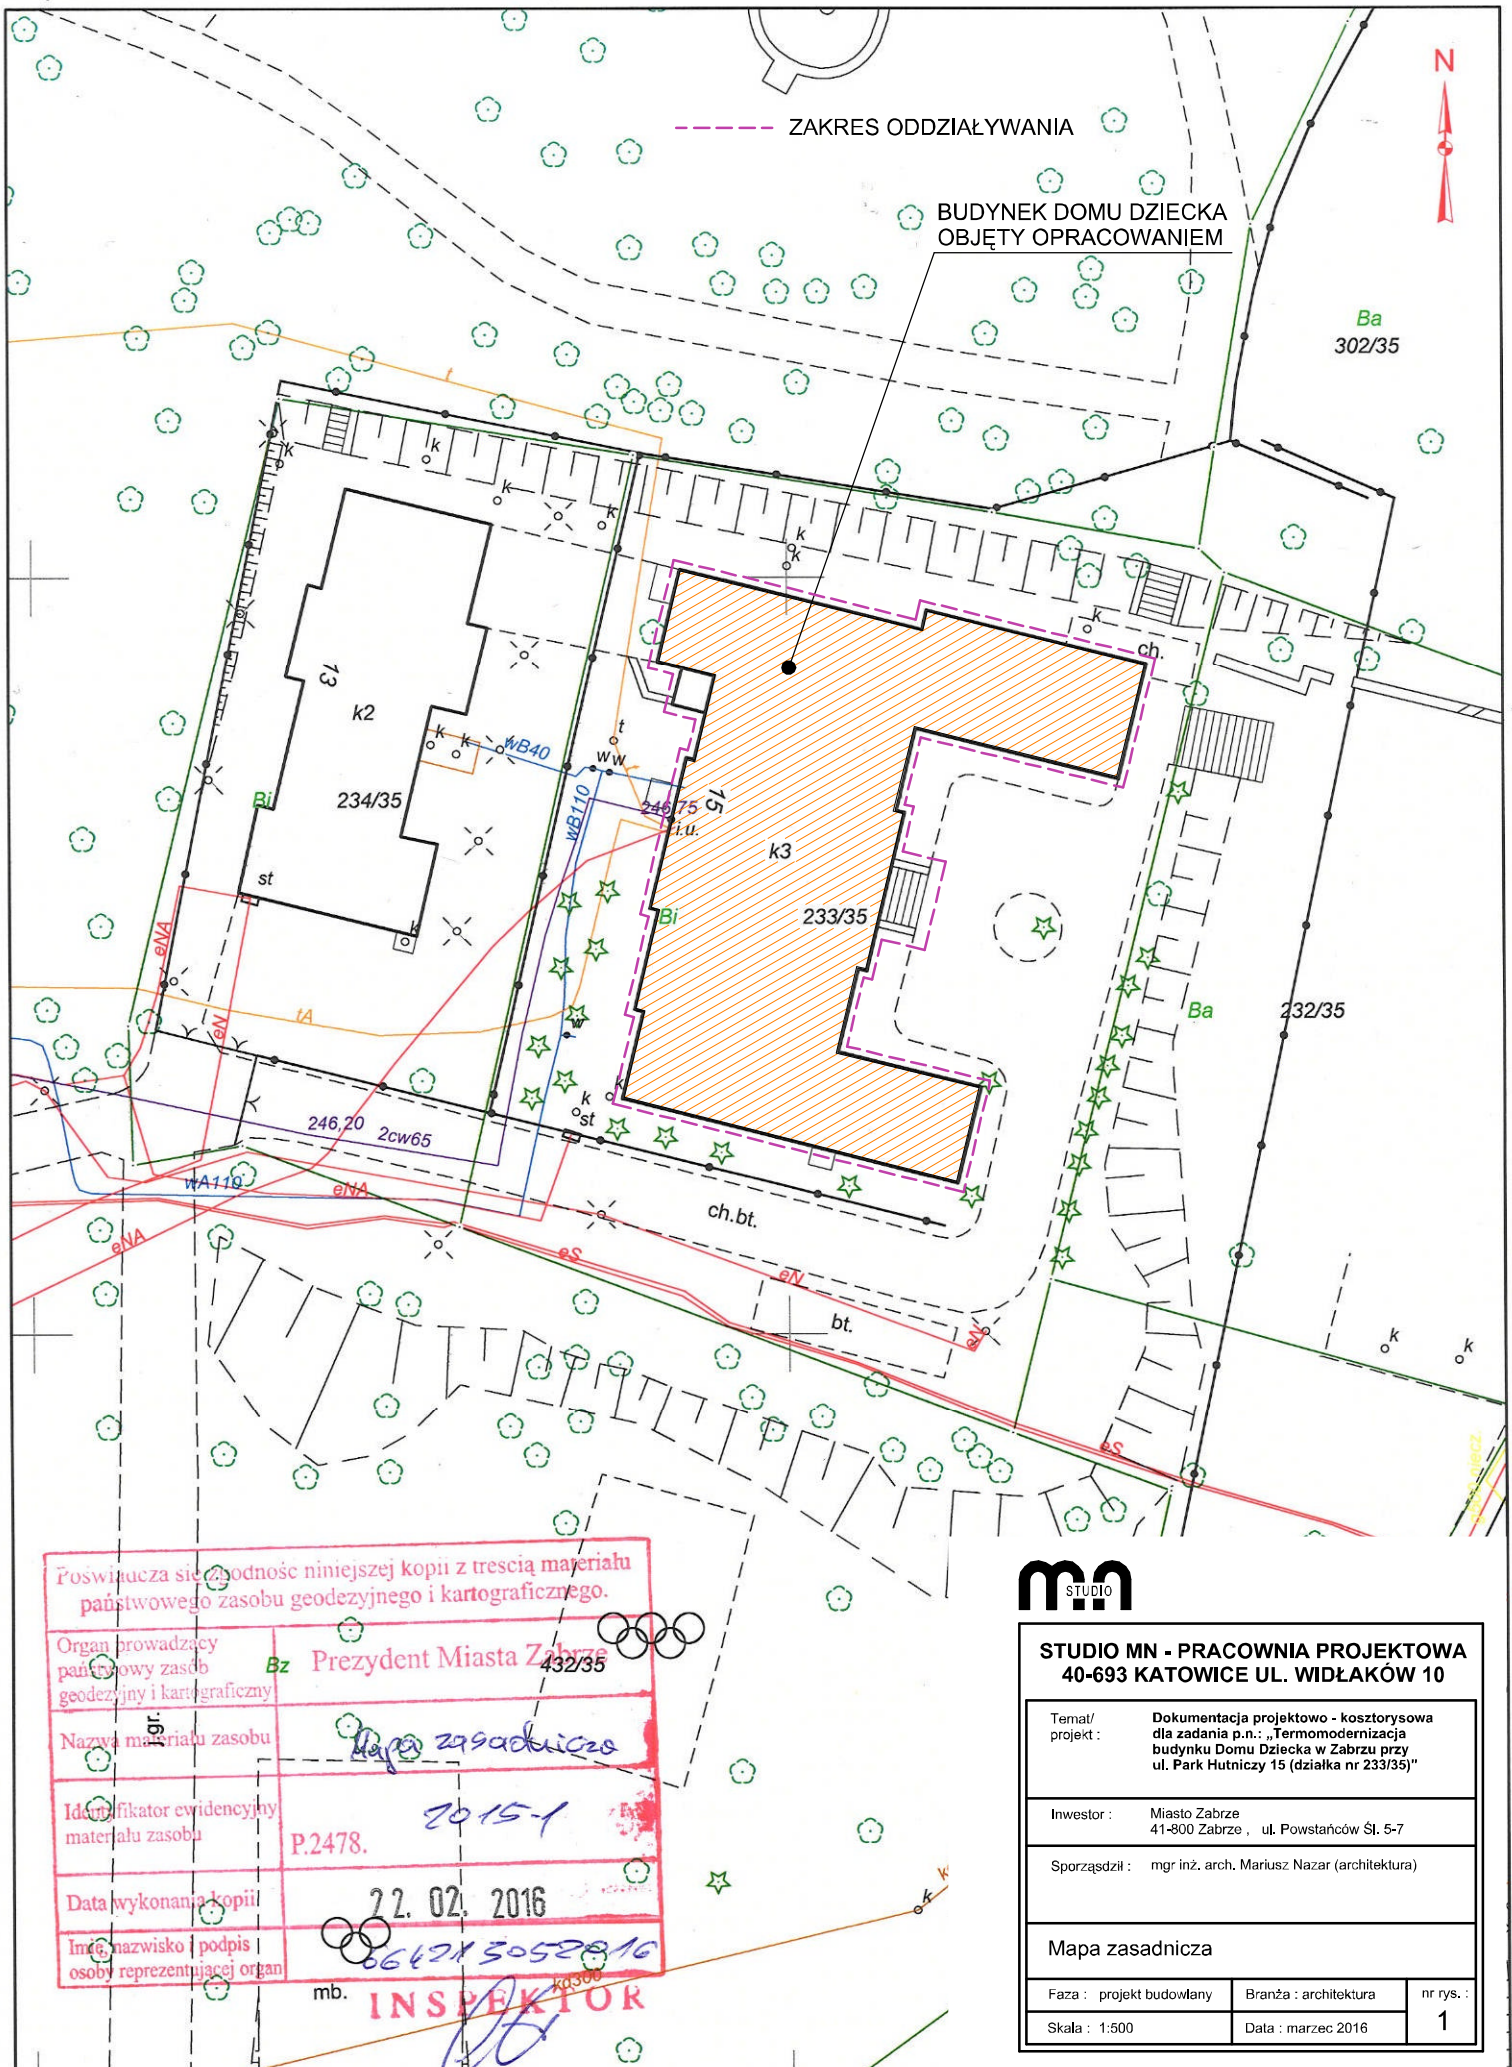 N
ZAKRES ODDZIAŁYWANIA
BUDYNEK DOMU DZIECKA
OBJĘTY OPRACOWANIEM
Ba
302/35
t
k
k
k
k
k
k
k
ch.
13
k2
k
k
wB40
t
w w
Bi
234/35
wB110
246,75
i.u.
15
k3
st
k
Bi
233/35
eNA
eN
tA
w
Ba
232/35
k
k
st
246,20
2cw65
wA110
eNA
eNA
ch.bt.
eS
eN
bt.
eN
k
k
eS
Poświadcza się zgodność niniejszej kopii z treścią materiału
państwowego zasobu geodezyjnego i kartograficznego.
Organ prowadzący
państwowy zasób
geodezyjny i kartograficzny
Bz
Prezydent Miasta Zabrze
432/35
j.gr.
Nazwa materiału zasobu
Mapa zasadnicza
Identyfikator ewidencyjny
materiału zasobu
P.2478.
2015-1
Data wykonania kopii
22. 02. 2016
Imię, nazwisko i podpis
osoby reprezentującej organ
mb.
INSPEKTOR
kd300
k
STUDIO
STUDIO MN - PRACOWNIA PROJEKTOWA
40-693 KATOWICE UL. WIDŁAKÓW 10
Temat/
projekt :
Dokumentacja projektowo - kosztorysowa
dla zadania p.n.: „Termomodernizacja
budynku Domu Dziecka w Zabrzu przy
ul. Park Hutniczy 15 (działka nr 233/35)"
Inwestor :
Miasto Zabrze
41-800 Zabrze , ul. Powstańców Śl. 5-7
Sporządził : mgr inż. arch. Mariusz Nazar (architektura)
Mapa zasadnicza
Faza : projekt budowlany
Branża : architektura
nr rys. :
1
Skala : 1:500
Data : marzec 2016